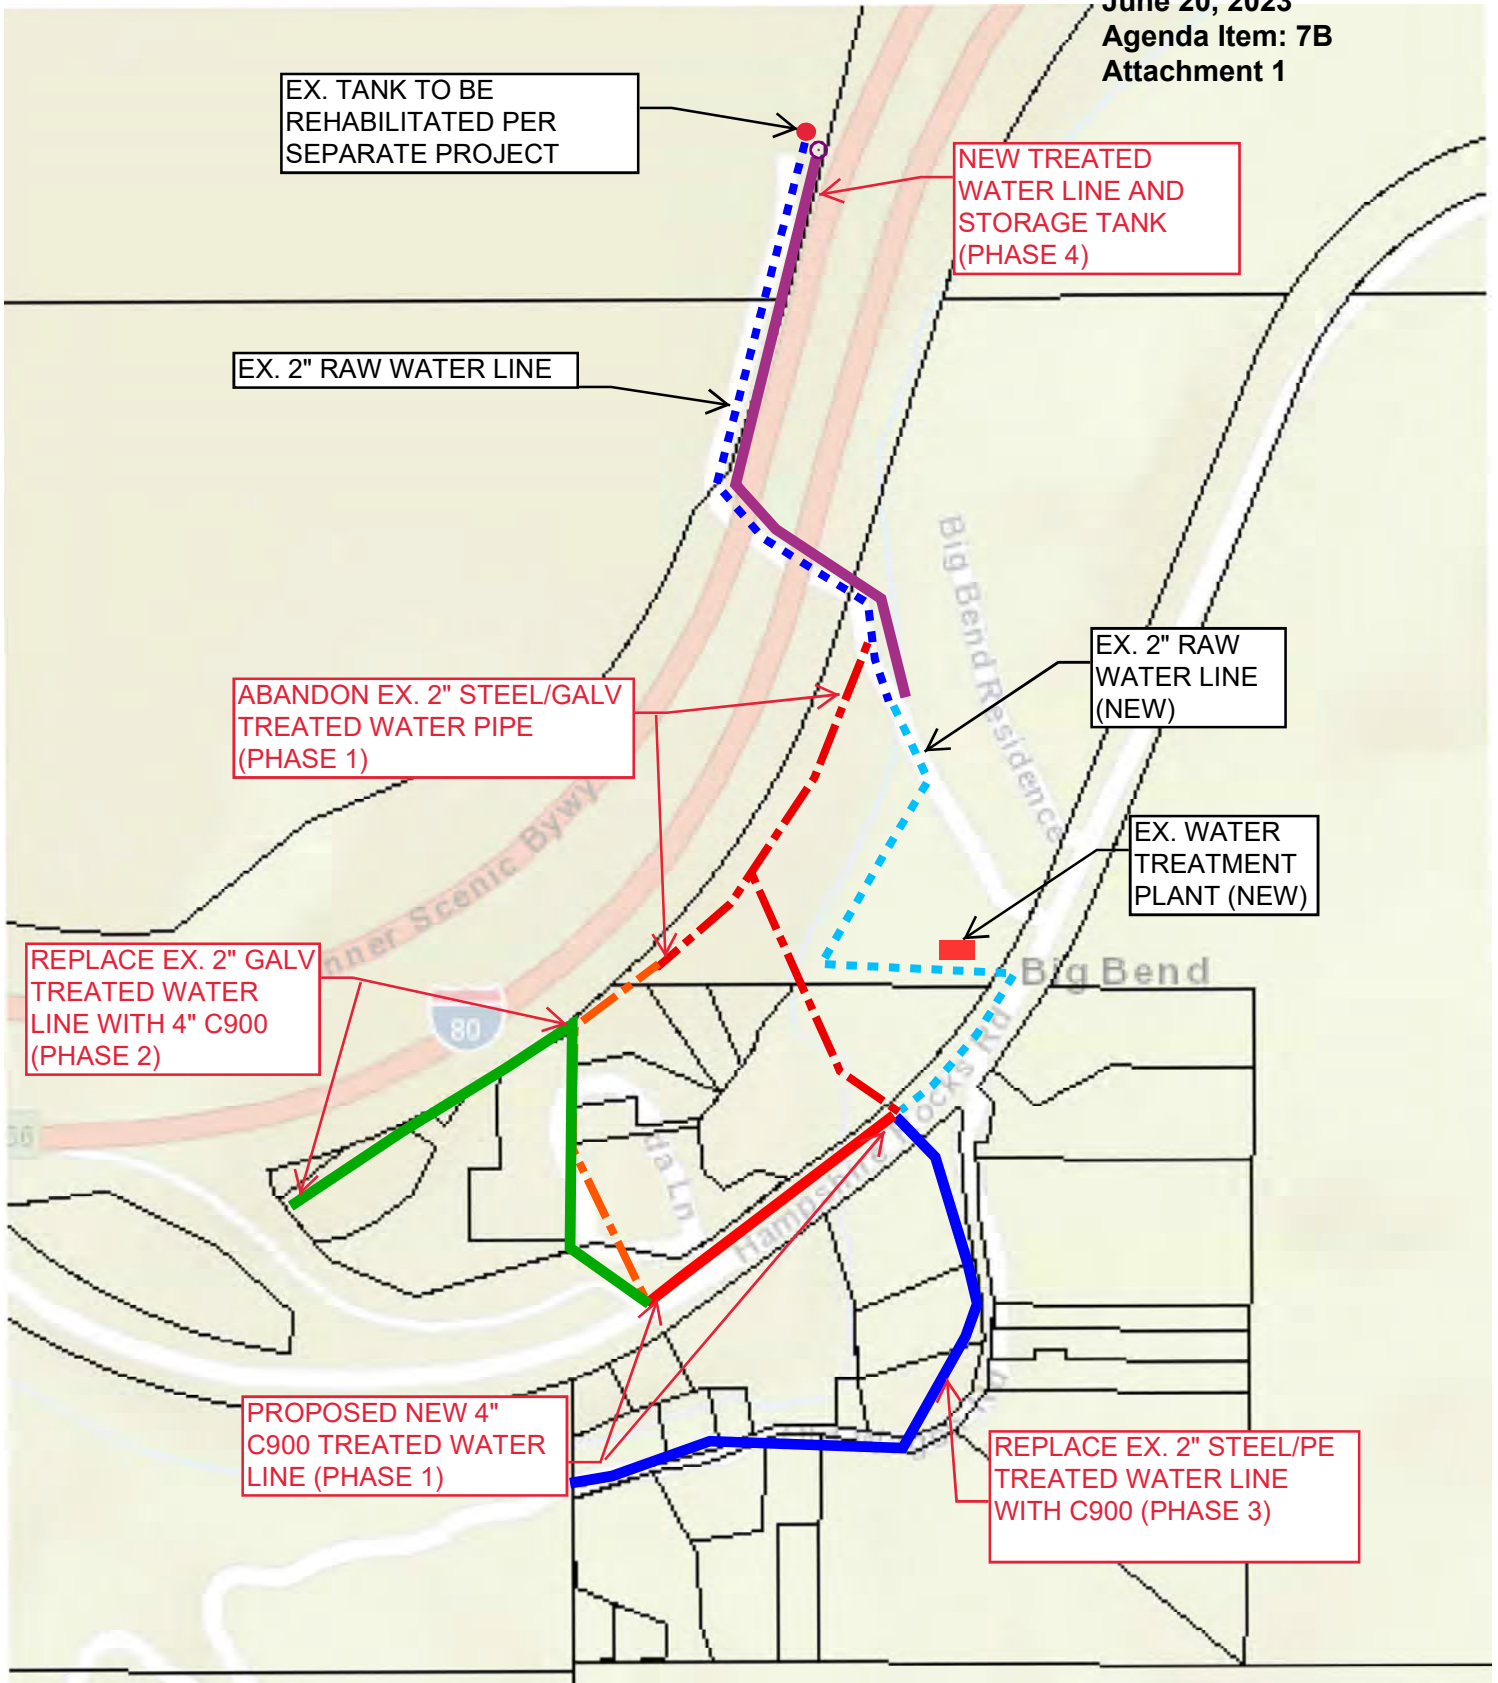 June 20, 2023
Agenda Item: 7B
Attachment 1
EX. TANK TO BE
REHABILITATED PER
SEPARATE PROJECT
NEW TREATED
WATER LINE AND
STORAGE TANK
(PHASE 4)
EX. 2" RAW WATER LINE
Big Bend Residence
EX. 2" RAW
WATER LINE
(NEW)
ABANDON EX. 2" STEEL/GALV
TREATED WATER PIPE
(PHASE 1)
Scenic Bywy
EX. WATER
TREATMENT
PLANT (NEW)
REPLACE EX. 2" GALV
TREATED WATER
LINE WITH 4" C900
(PHASE 2)
80
Big Bend
Hampshire Rocks Rd
Ln
PROPOSED NEW 4"
C900 TREATED WATER
LINE (PHASE 1)
REPLACE EX. 2" STEEL/PE
TREATED WATER LINE
WITH C900 (PHASE 3)